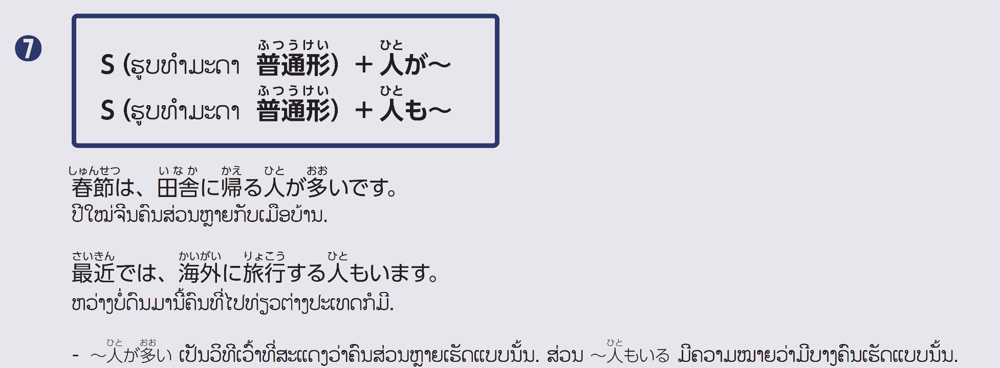 7
ふつうけい ひと
S (ຮູບທຳມະດາ 普通形) + 人が～
ふつうけい ひと
S (ຮູບທຳມະດາ 普通形) + 人も～
しゅんせつ いなか かえ ひと おお
春節は、田舎に帰る人が多いです。
ປີໃໝ່ຈີນຄົນສ່ວນຫຼາຍກັບເມືອບ້ານ.
さいきん かいがい りょこう ひと
最近では、海外に旅行する人もいます。
ຫວ່າງບໍ່ດົນມານີ້ຄົນທີ່ໄປທ່ຽວຕ່າງປະເທດກໍມີ.
ひと おお ひと
- ～人が多い ເປັນວິທີເວົ້າທີ່ສະແດງວ່າຄົນສ່ວນຫຼາຍເຮັດແບບນັ້ນ. ສ່ວນ ～人もいる ມີຄວາມໝາຍວ່າມີບາງຄົນເຮັດແບບນັ້ນ.